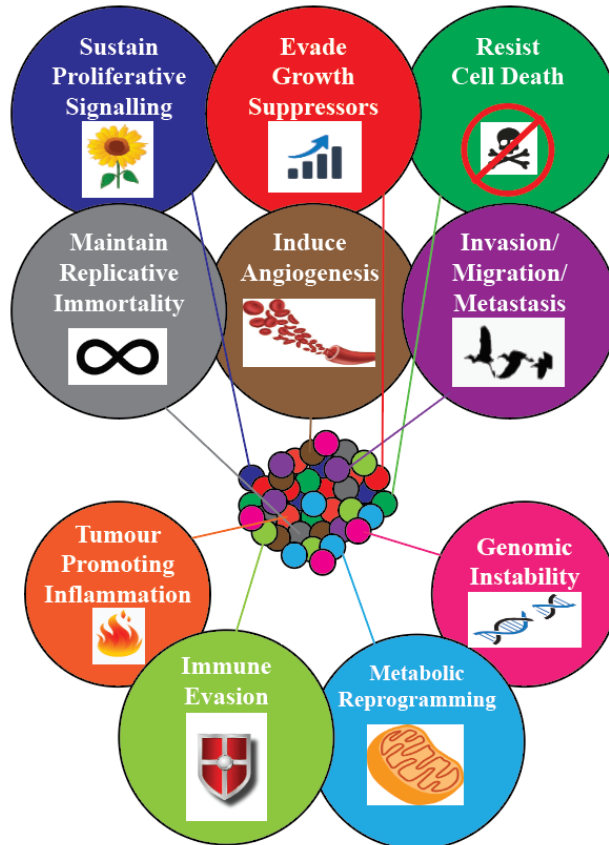 Sustain
Proliferative
Signalling
Evade
Growth
Suppressors
Resist
Cell Death
Maintain
Replicative
Immortality
Induce
Angiogenesis
Invasion/
Migration/
Metastasis
Tumour
Promoting
Inflammation
Genomic
Instability
Immune
Evasion
Metabolic
Reprogramming